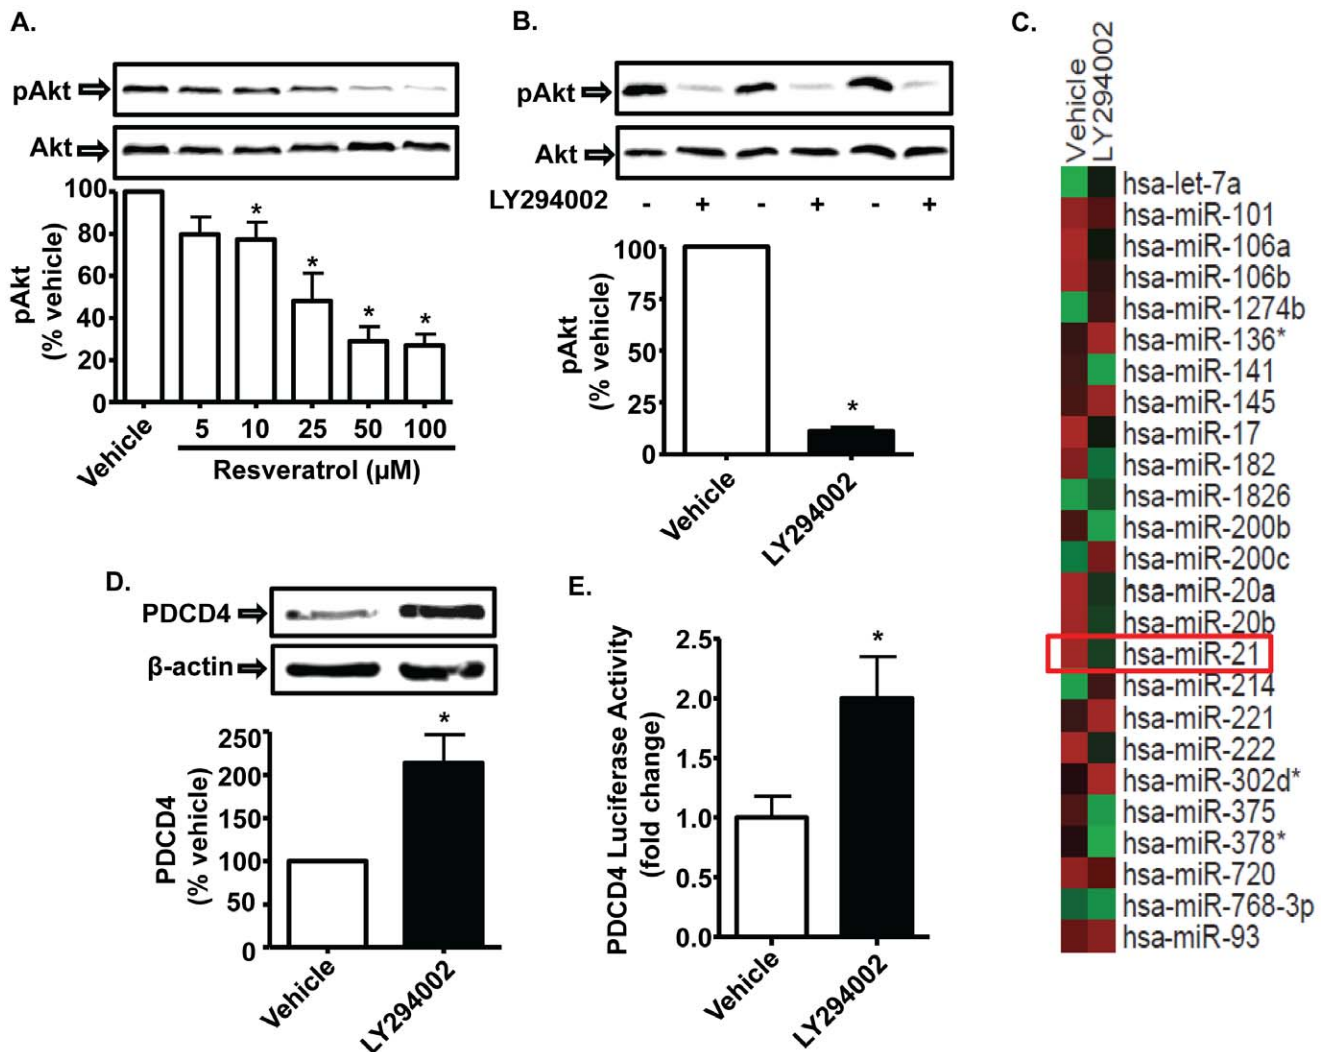 A.
pAkt
Akt
100
80
60
40
20
0
pAkt
(% vehicle)
*
*
*
*
Vehicle
5 10 25 50 100
Resveratrol (μM)
B.
pAkt
Akt
LY294002 - + - + - +
100
75
50
25
0
pAkt
(% vehicle)
*
Vehicle
LY294002
C.
Vehicle
LY294002
hsa-let-7a
hsa-miR-101
hsa-miR-106a
hsa-miR-106b
hsa-miR-1274b
hsa-miR-136*
hsa-miR-141
hsa-miR-145
hsa-miR-17
hsa-miR-182
hsa-miR-1826
hsa-miR-200b
hsa-miR-200c
hsa-miR-20a
hsa-miR-20b
hsa-miR-21
hsa-miR-214
hsa-miR-221
hsa-miR-222
hsa-miR-302d*
hsa-miR-375
hsa-miR-378*
hsa-miR-720
hsa-miR-768-3p
hsa-miR-93
D.
PDCD4
β-actin
250
200
150
100
50
0
PDCD4
(% vehicle)
*
Vehicle
LY294002
E.
2.5
2.0
1.5
1.0
0.5
0.0
PDCD4 Luciferase Activity
(fold change)
*
Vehicle
LY294002